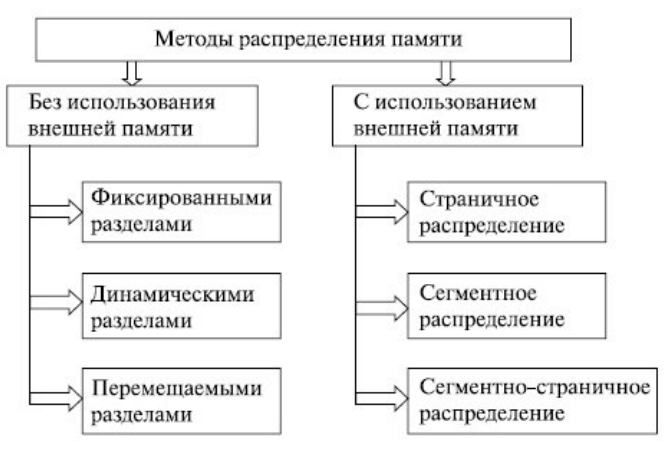 Методы распределения памяти
Без использования
внешней памяти
С использованием
внешней памяти
Фиксированными
разделами
Страничное
распределение
Динамическими
разделами
Сегментное
распределение
Перемещаемыми
разделами
Сегментно–страничное
распределение